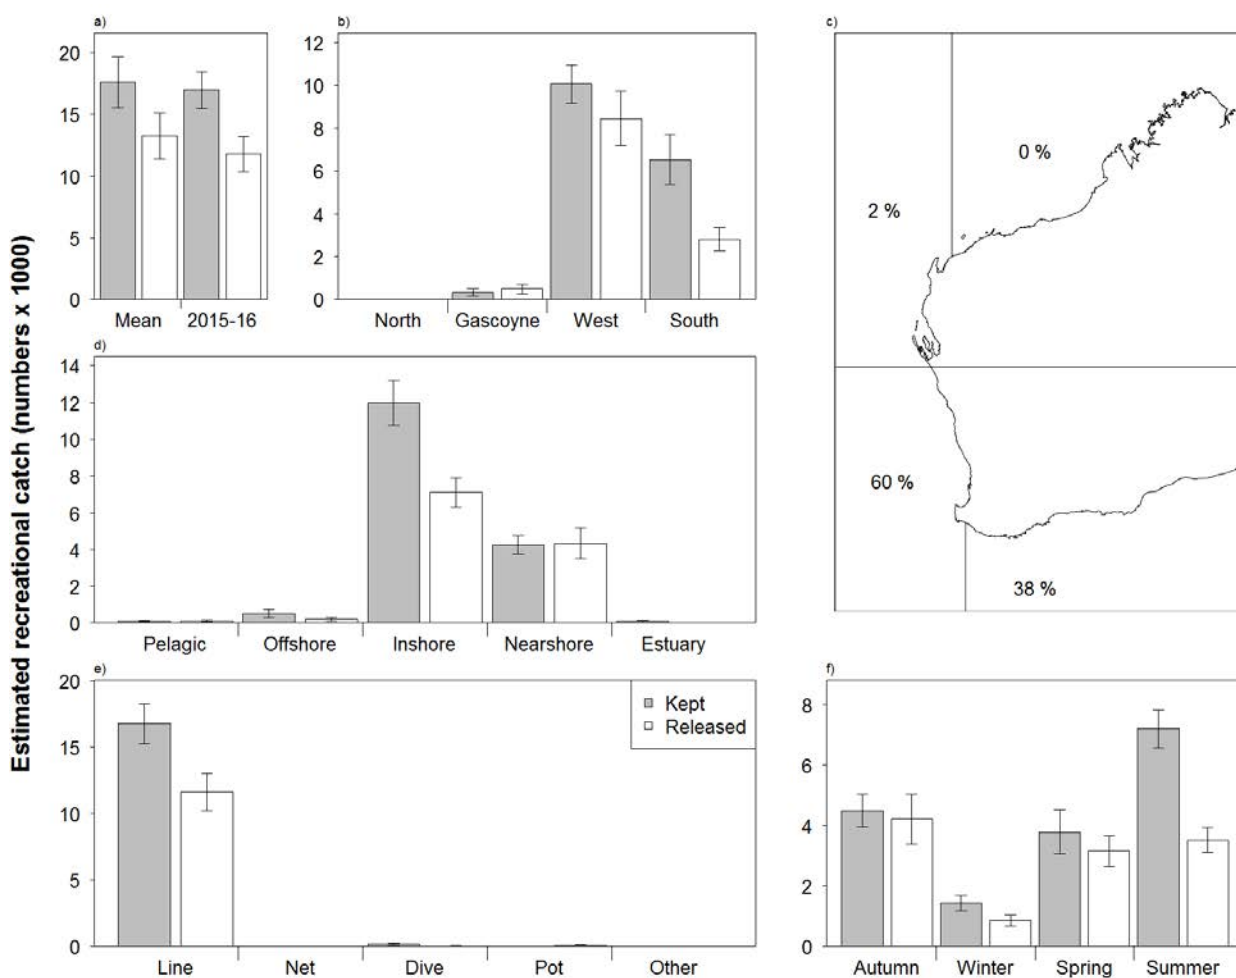 Estimated recreational catch (numbers x 1000)
a)
20
15
10
5
0
Mean 2015-16
b)
12
10
8
6
4
2
0
North Gascoyne West South
c)
0 %
2 %
60 %
38 %
d)
14
12
10
8
6
4
2
0
Pelagic Offshore Inshore Nearshore Estuary
e)
20
15
10
5
0
Kept
Released
Line Net Dive Pot Other
f)
8
6
4
2
0
Autumn Winter Spring Summer